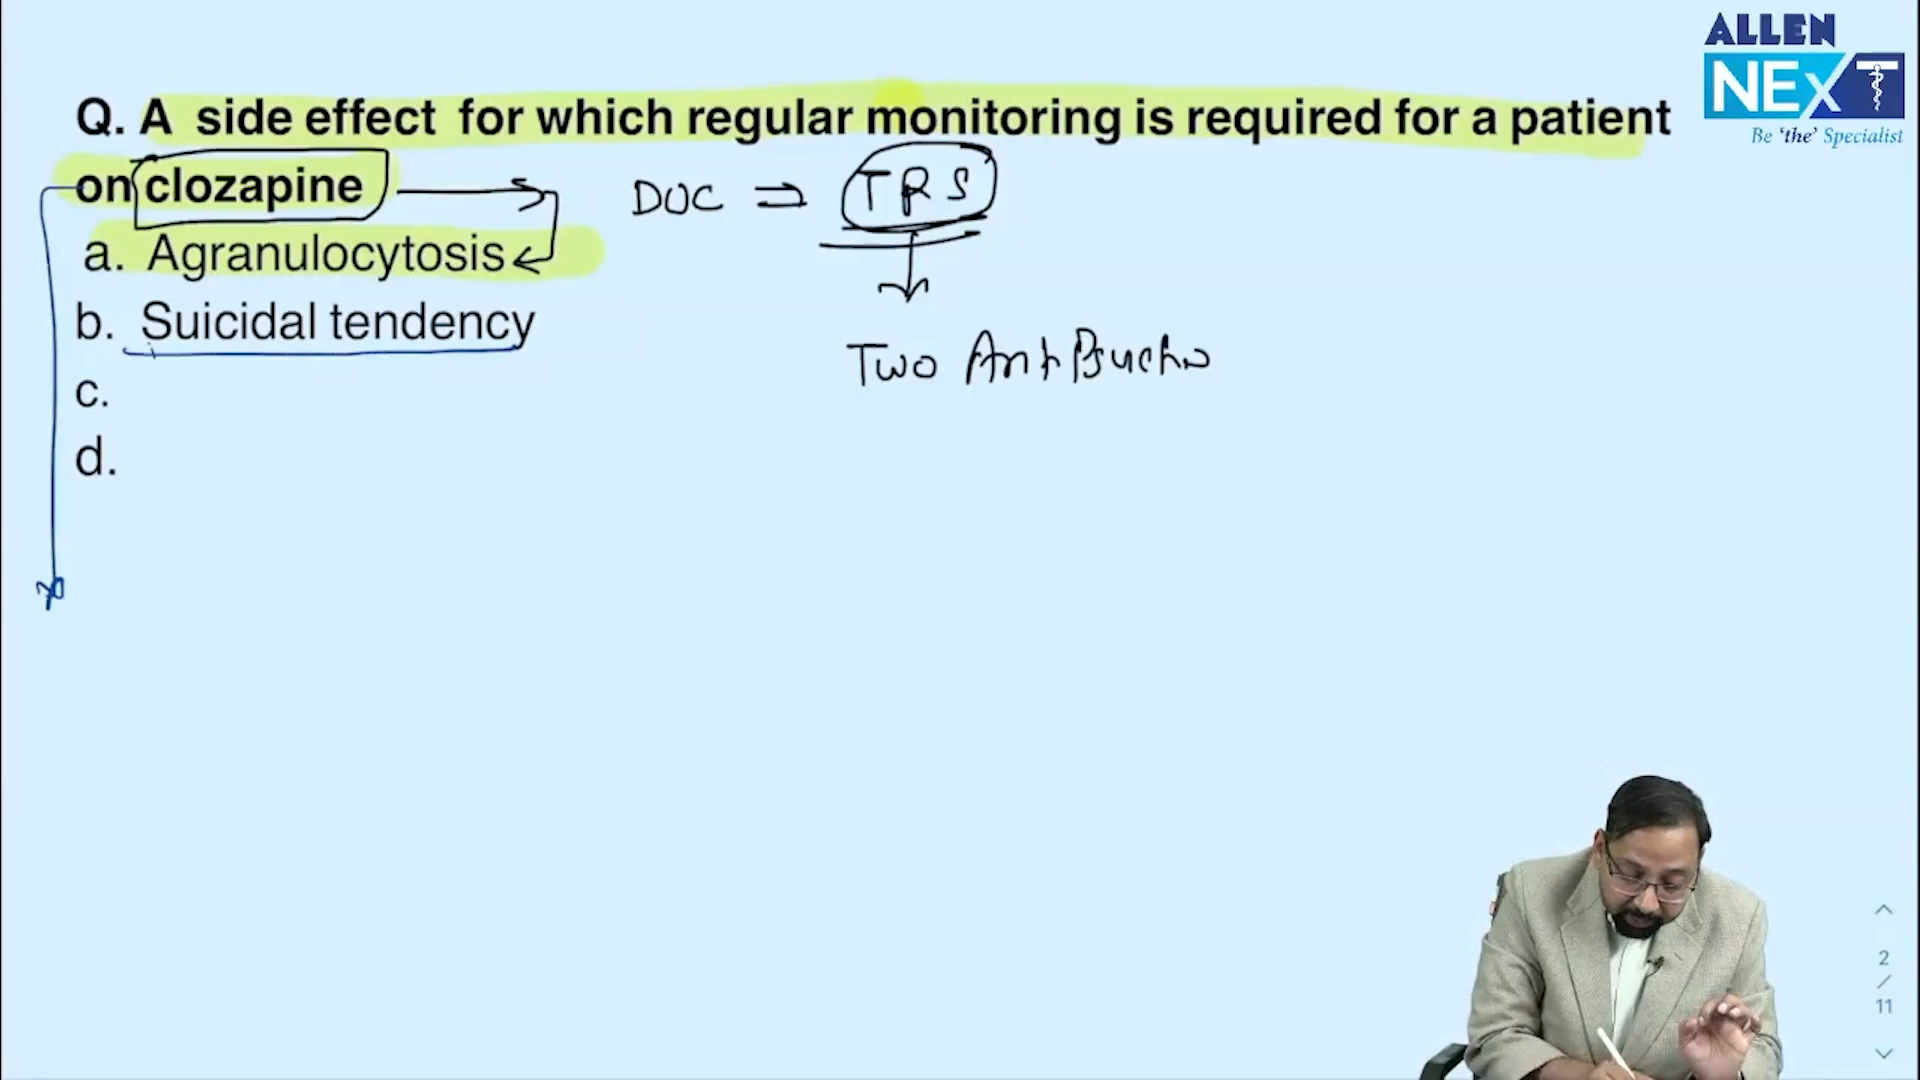 ALLEN
NEXT
Be 'the' Specialist
Q. A side effect for which regular monitoring is required for a patient
on clozapine
DOC ⇒ TRS
a. Agranulocytosis
b. Suicidal tendency
Two AntPsycho
c.
d.
2
/
11